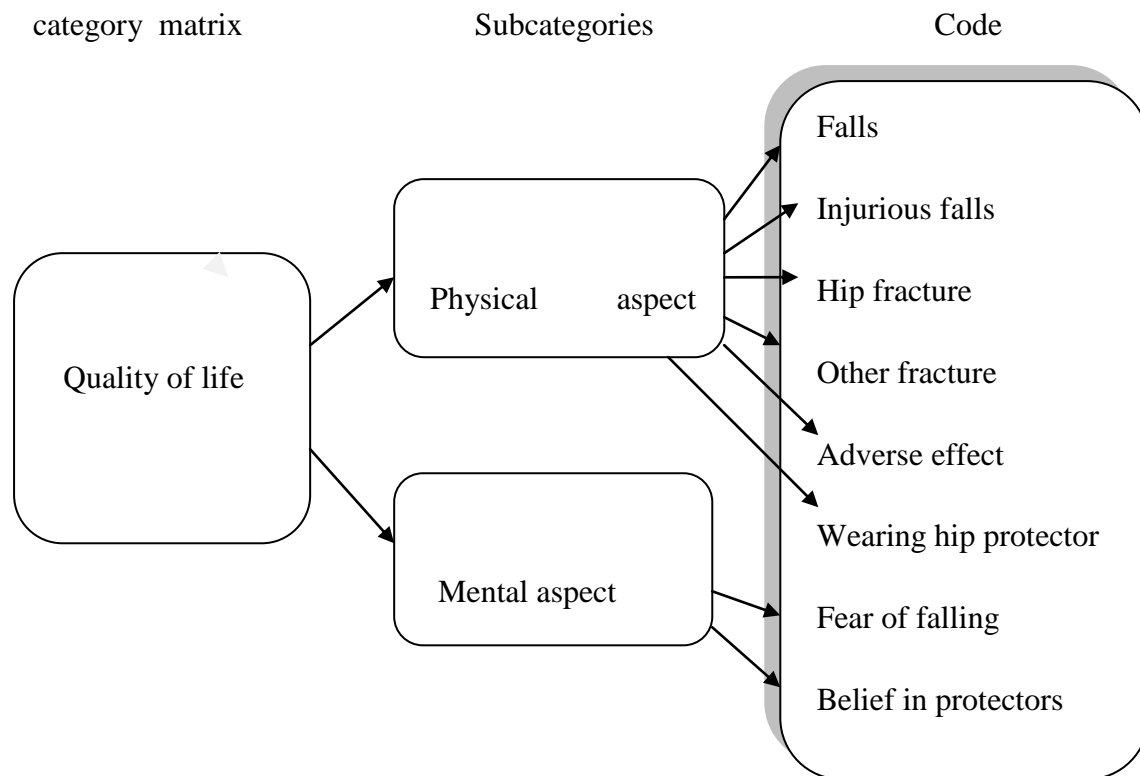 category matrix
Subcategories
Code
Quality of life
Physical aspect
Mental aspect
Falls
Injurious falls
Hip fracture
Other fracture
Adverse effect
Wearing hip protector
Fear of falling
Belief in protectors